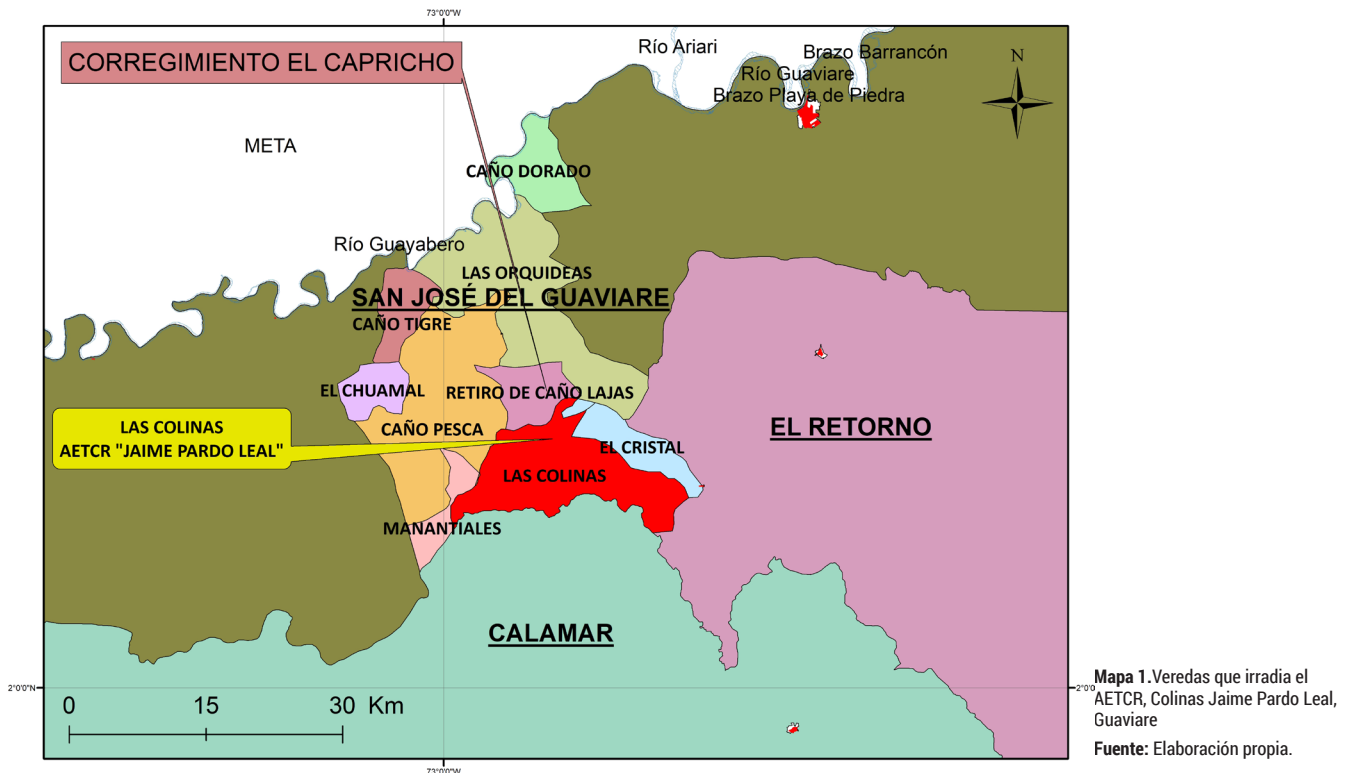 73°0'0"W
CORREGIMIENTO EL CAPRICHO
Río Ariari
Brazo Barrancón
Río Guaviare
Brazo Playa de Piedra
N
META
CAÑO DORADO
Río Guayabero
LAS ORQUIDEAS
SAN JOSÉ DEL GUAVIARE
CAÑO TIGRE
EL CHUAMAL
RETIRO DE CAÑO LAJAS
LAS COLINAS
AETCR "JAIME PARDO LEAL"
CAÑO PESCA
EL RETORNO
EL CRISTAL
LAS COLINAS
MANANTIALES
CALAMAR
2°0'0"N
2°0'0
0 15 30 Km
73°0'0"W
Mapa 1.Veredas que irradia el
AETCR, Colinas Jaime Pardo Leal,
Guaviare
Fuente: Elaboración propia.